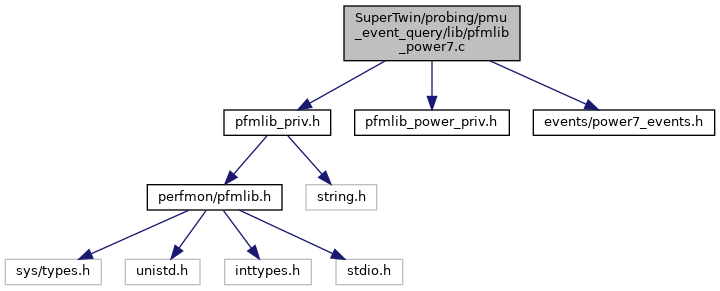 SuperTwin/probing/pmu
_event_query/lib/pfmlib
_power7.c
pfmlib_priv.h
pfmlib_power_priv.h
events/power7_events.h
perfmon/pfmlib.h
string.h
sys/types.h
unistd.h
inttypes.h
stdio.h